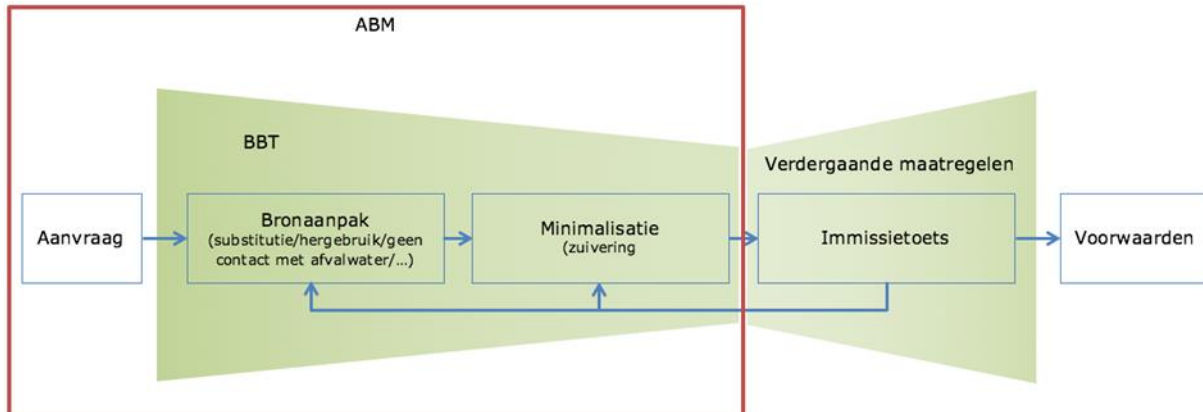 ABM
BBT
Verdergaande maatregelen
Aanvraag
Bronaanpak
(substitutie/hergebruik/geen
contact met afvalwater/...)
Minimalisatie
(zuivering
Immissietoets
Voorwaarden